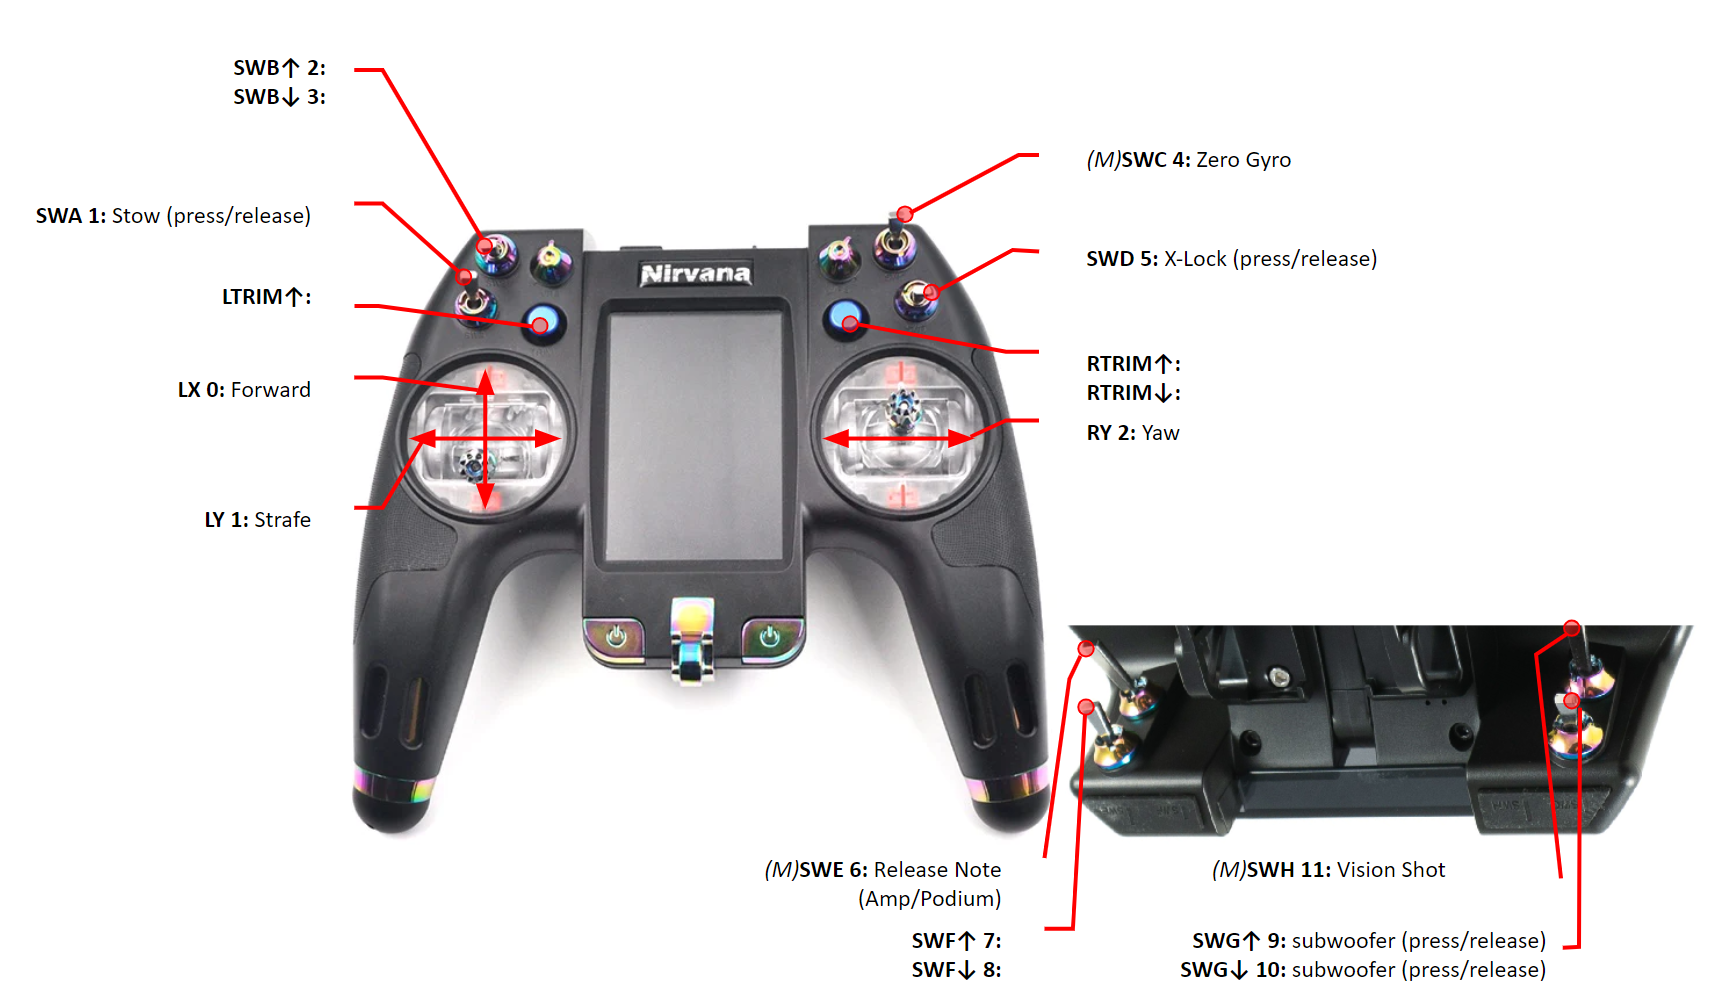 SWB↑ 2:
SWB↓ 3:
(M)SWC 4: Zero Gyro
SWA 1: Stow (press/release)
SWD 5: X-Lock (press/release)
Nirvana
LTRIM↑:
RTRIM↑:
RTRIM↓:
LX 0: Forward
RY 2: Yaw
LY 1: Strafe
(M)SWE 6: Release Note
(Amp/Podium)
(M)SWH 11: Vision Shot
SWF↑ 7:
SWF↓ 8:
SWG↑ 9: subwoofer (press/release)
SWG↓ 10: subwoofer (press/release)